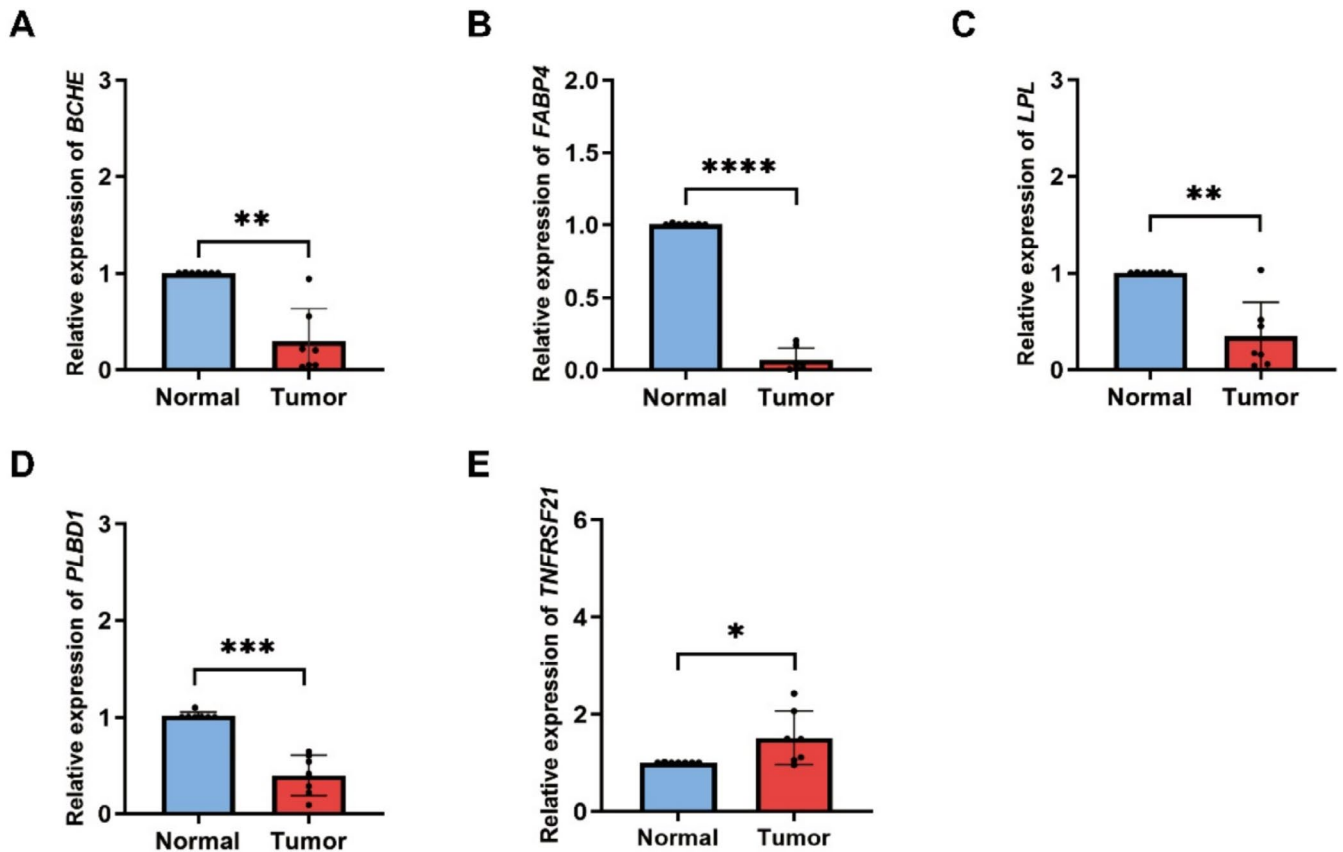 A
Relative expression of BCHE
3
2
1
0
**
Normal Tumor
B
Relative expression of FABP4
2.0
1.5
1.0
0.5
0.0
****
Normal Tumor
C
Relative expression of LPL
3
2
1
0
**
Normal Tumor
D
Relative expression of PLBD1
3
2
1
0
***
Normal Tumor
E
Relative expression of TNFRSF21
6
4
2
0
*
Normal Tumor